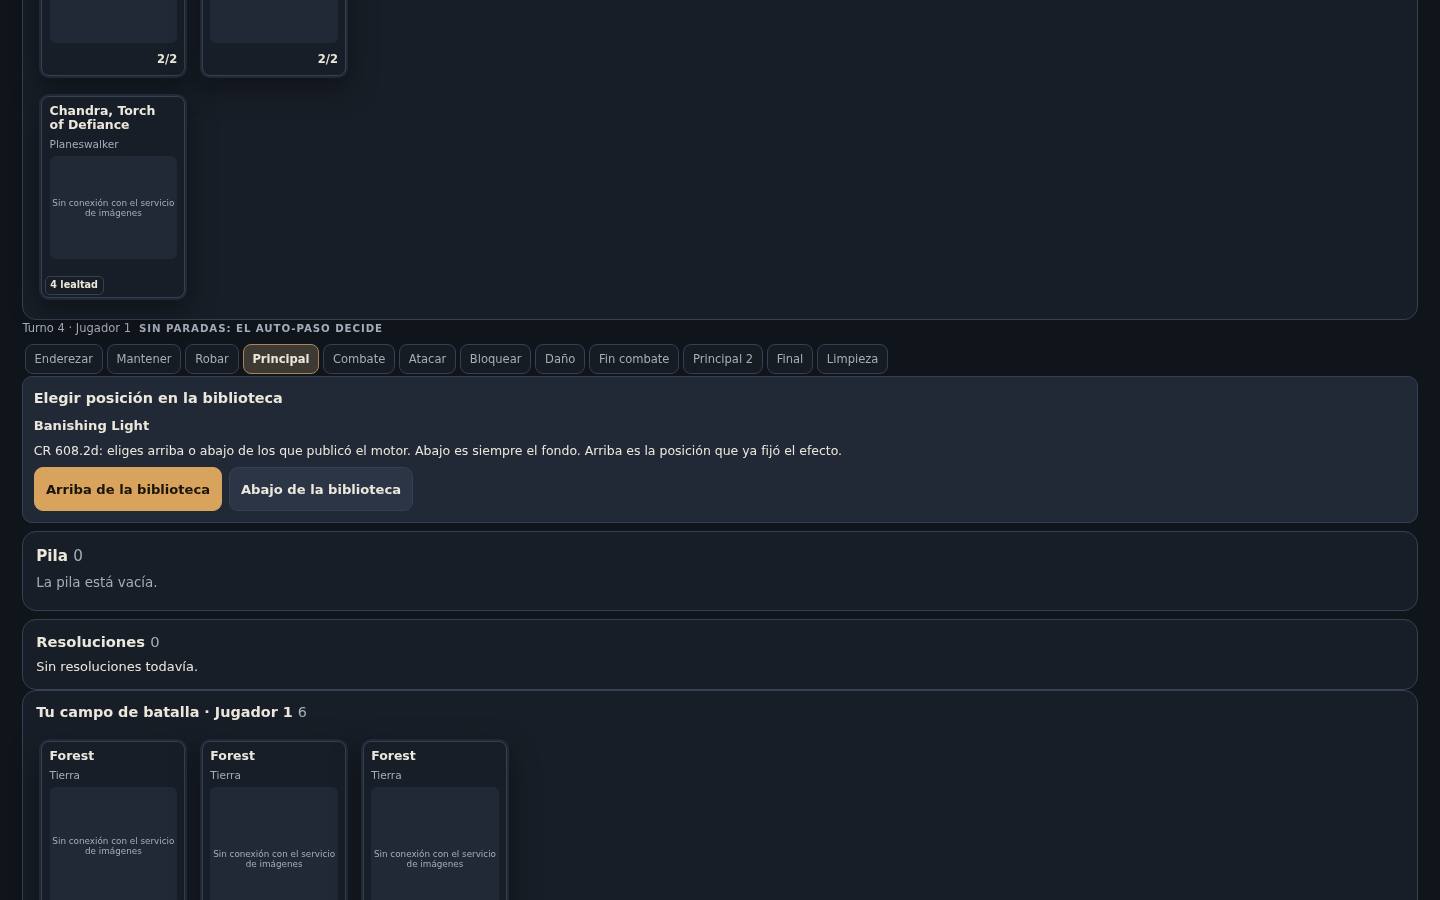 2/2
2/2
Chandra, Torch
of Defiance
Planeswalker
Sin conexión con el servicio
de imágenes
4 lealtad
Turno 4 · Jugador 1 SIN PARADAS: EL AUTO-PASO DECIDE
Enderezar Mantener Robar Principal Combate Atacar Bloquear Daño Fin combate Principal 2 Final Limpieza
Elegir posición en la biblioteca
Banishing Light
CR 608.2d: eliges arriba o abajo de los que publicó el motor. Abajo es siempre el fondo. Arriba es la posición que ya fijó el efecto.
Arriba de la biblioteca Abajo de la biblioteca
Pila 0
La pila está vacía.
Resoluciones 0
Sin resoluciones todavía.
Tu campo de batalla · Jugador 1 6
Forest Forest Forest
Tierra Tierra Tierra
Sin conexión con el servicio
de imágenes
Sin conexión con el servicio
de imágenes
Sin conexión con el servicio
de imágenes